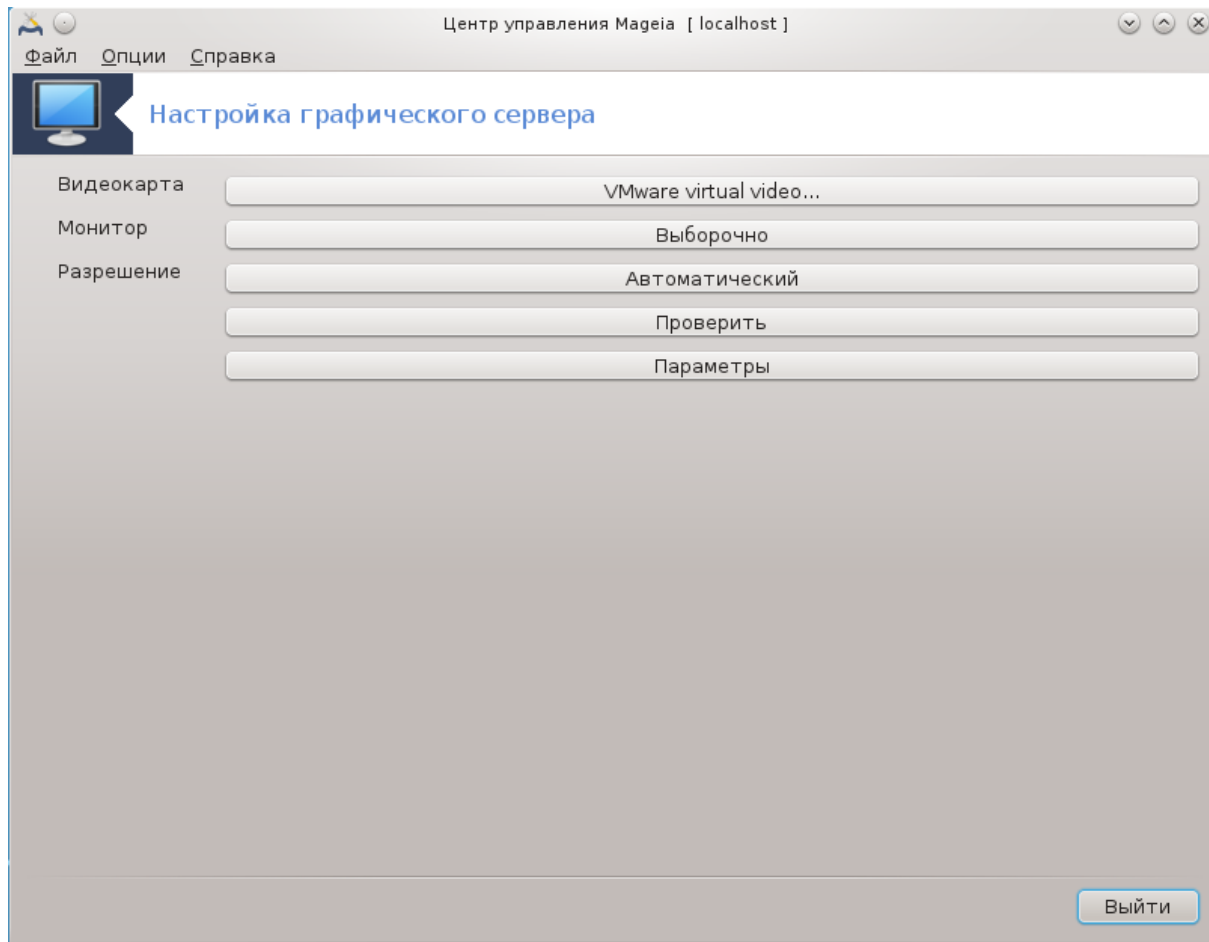 Центр управления Mageia [ localhost ]
Файл Опции Справка
Настройка графического сервера
Видеокарта VMware virtual video...
Монитор Выборочно
Разрешение Автоматический
Проверить
Параметры
Выйти